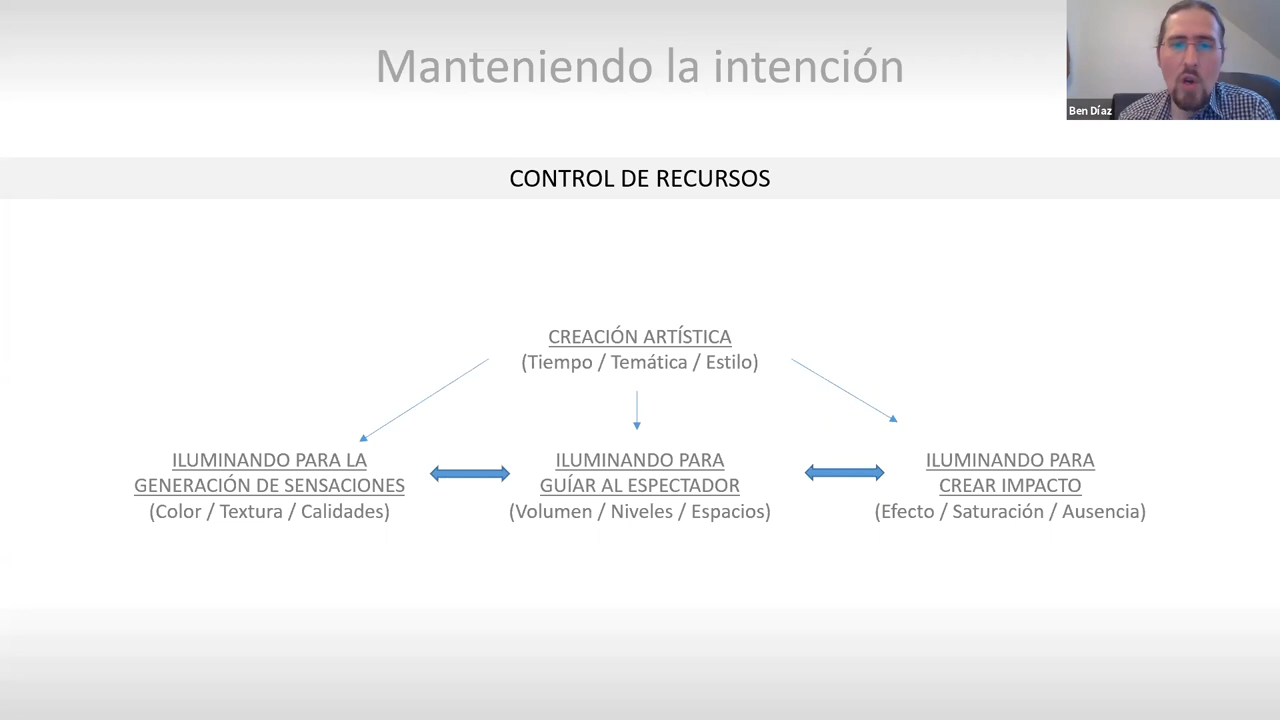 Manteniendo la intención
Ben Díaz
CONTROL DE RECURSOS
CREACIÓN ARTÍSTICA
(Tiempo / Temática / Estilo)
ILUMINANDO PARA LA
GENERACIÓN DE SENSACIONES
(Color / Textura / Calidades)
ILUMINANDO PARA
GUÍAR AL ESPECTADOR
(Volumen / Niveles / Espacios)
ILUMINANDO PARA
CREAR IMPACTO
(Efecto / Saturación / Ausencia)